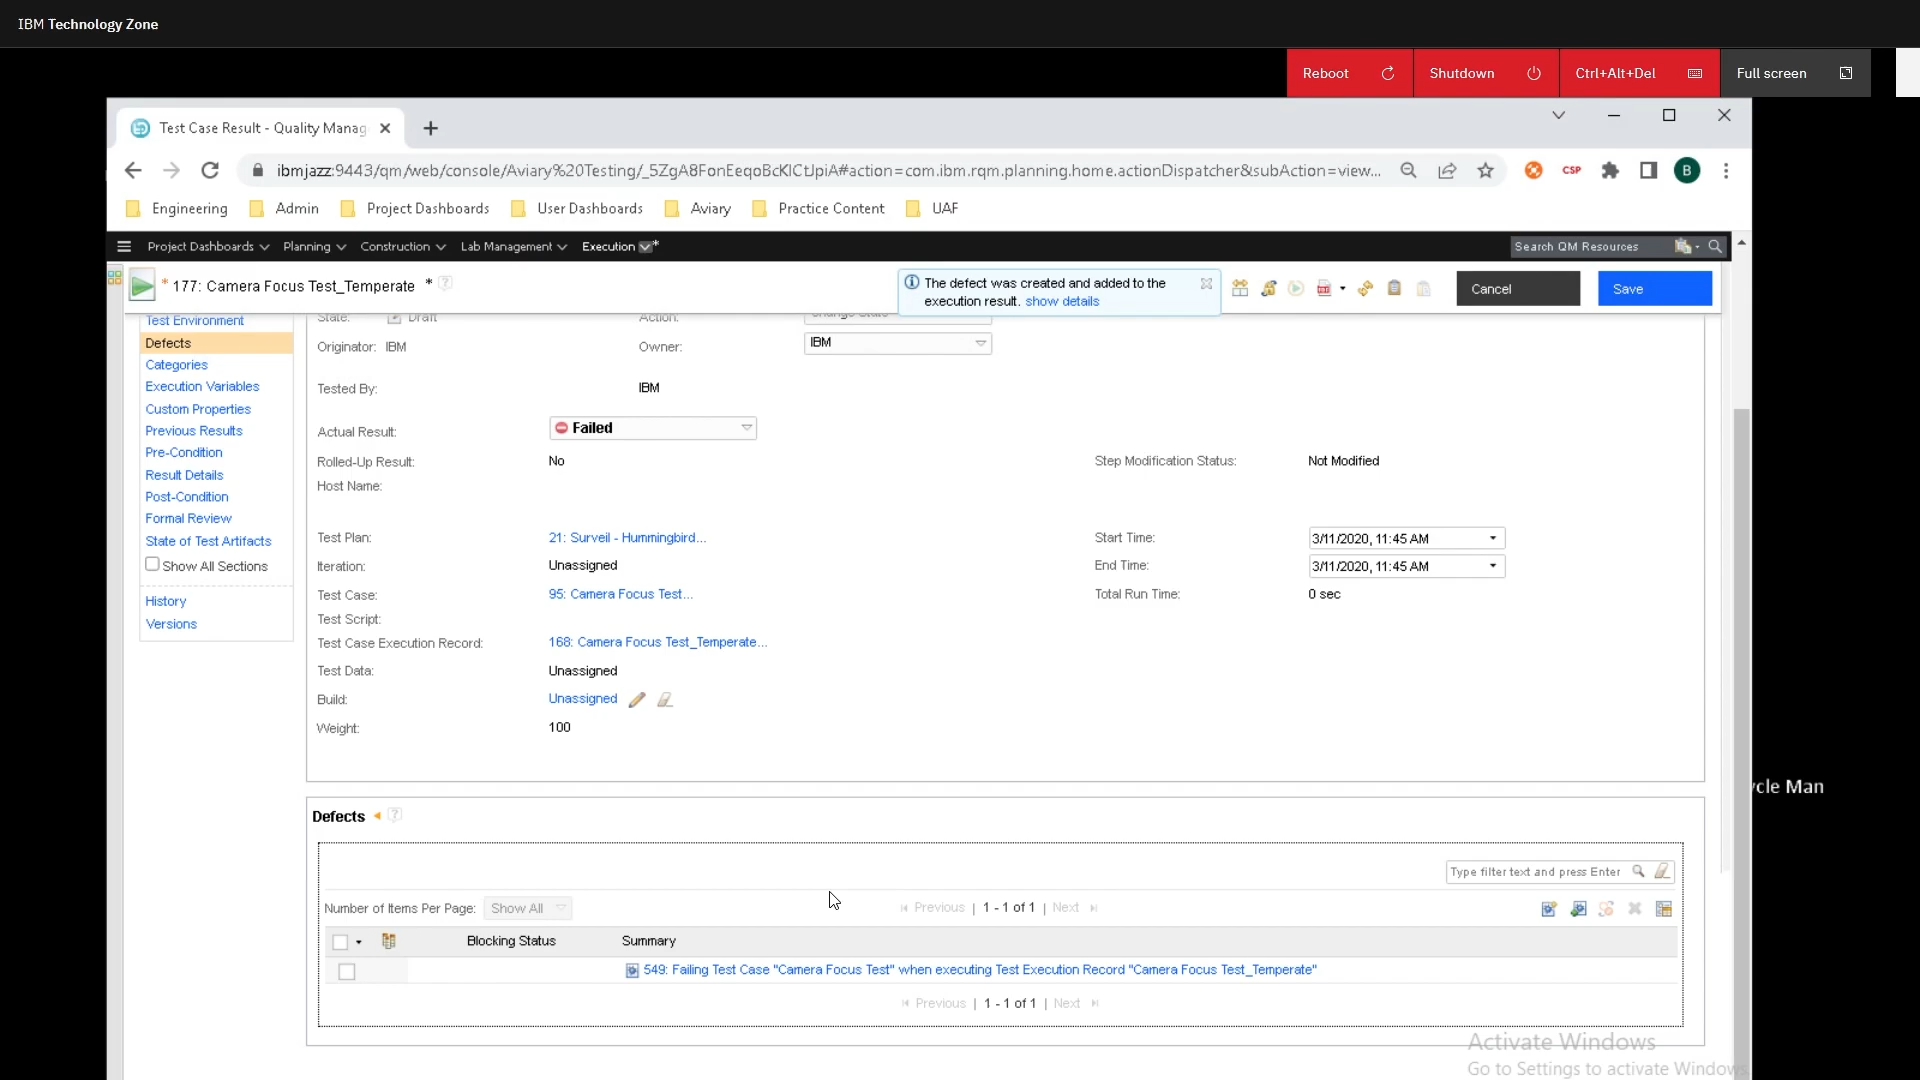 IBM Technology Zone
Reboot Shutdown Ctrl+Alt+Del Full screen
Test Case Result - Quality Manag
ibmjazz:9443/qm/web/console/Aviary%20Testing/_5ZgA8FonEeqoBcKlCtJpiA#action=com.ibm.rqm.planning.home.actionDispatcher&subAction=view... CSP B
Engineering Admin Project Dashboards User Dashboards Aviary Practice Content UAF
Project Dashboards Planning Construction Lab Management Execution * Search QM Resources
* 177: Camera Focus Test_Temperate * ?
The defect was created and added to the
execution result. show details
Cancel Save
Test Environment
Defects
Categories
Execution Variables
Custom Properties
Previous Results
Pre-Condition
Result Details
Post-Condition
Formal Review
State of Test Artifacts
Show All Sections
History
Versions
State: Draft Action: Change State
Originator: IBM Owner: IBM
Tested By: IBM
Actual Result: Failed
Rolled-Up Result: No Step Modification Status: Not Modified
Host Name:
Test Plan: 21: Surveil - Hummingbird... Start Time: 3/11/2020, 11:45 AM
Iteration: Unassigned End Time: 3/11/2020, 11:45 AM
Test Case: 95: Camera Focus Test... Total Run Time: 0 sec
Test Script:
Test Case Execution Record: 168: Camera Focus Test_Temperate...
Test Data: Unassigned
Build: Unassigned
Weight: 100
ycle Man
Defects ?
Type filter text and press Enter
Number of Items Per Page: Show All Previous | 1 - 1 of 1 | Next
Blocking Status Summary
549: Failing Test Case "Camera Focus Test" when executing Test Execution Record "Camera Focus Test_Temperate"
Previous | 1 - 1 of 1 | Next
Activate Windows
Go to Settings to activate Windows